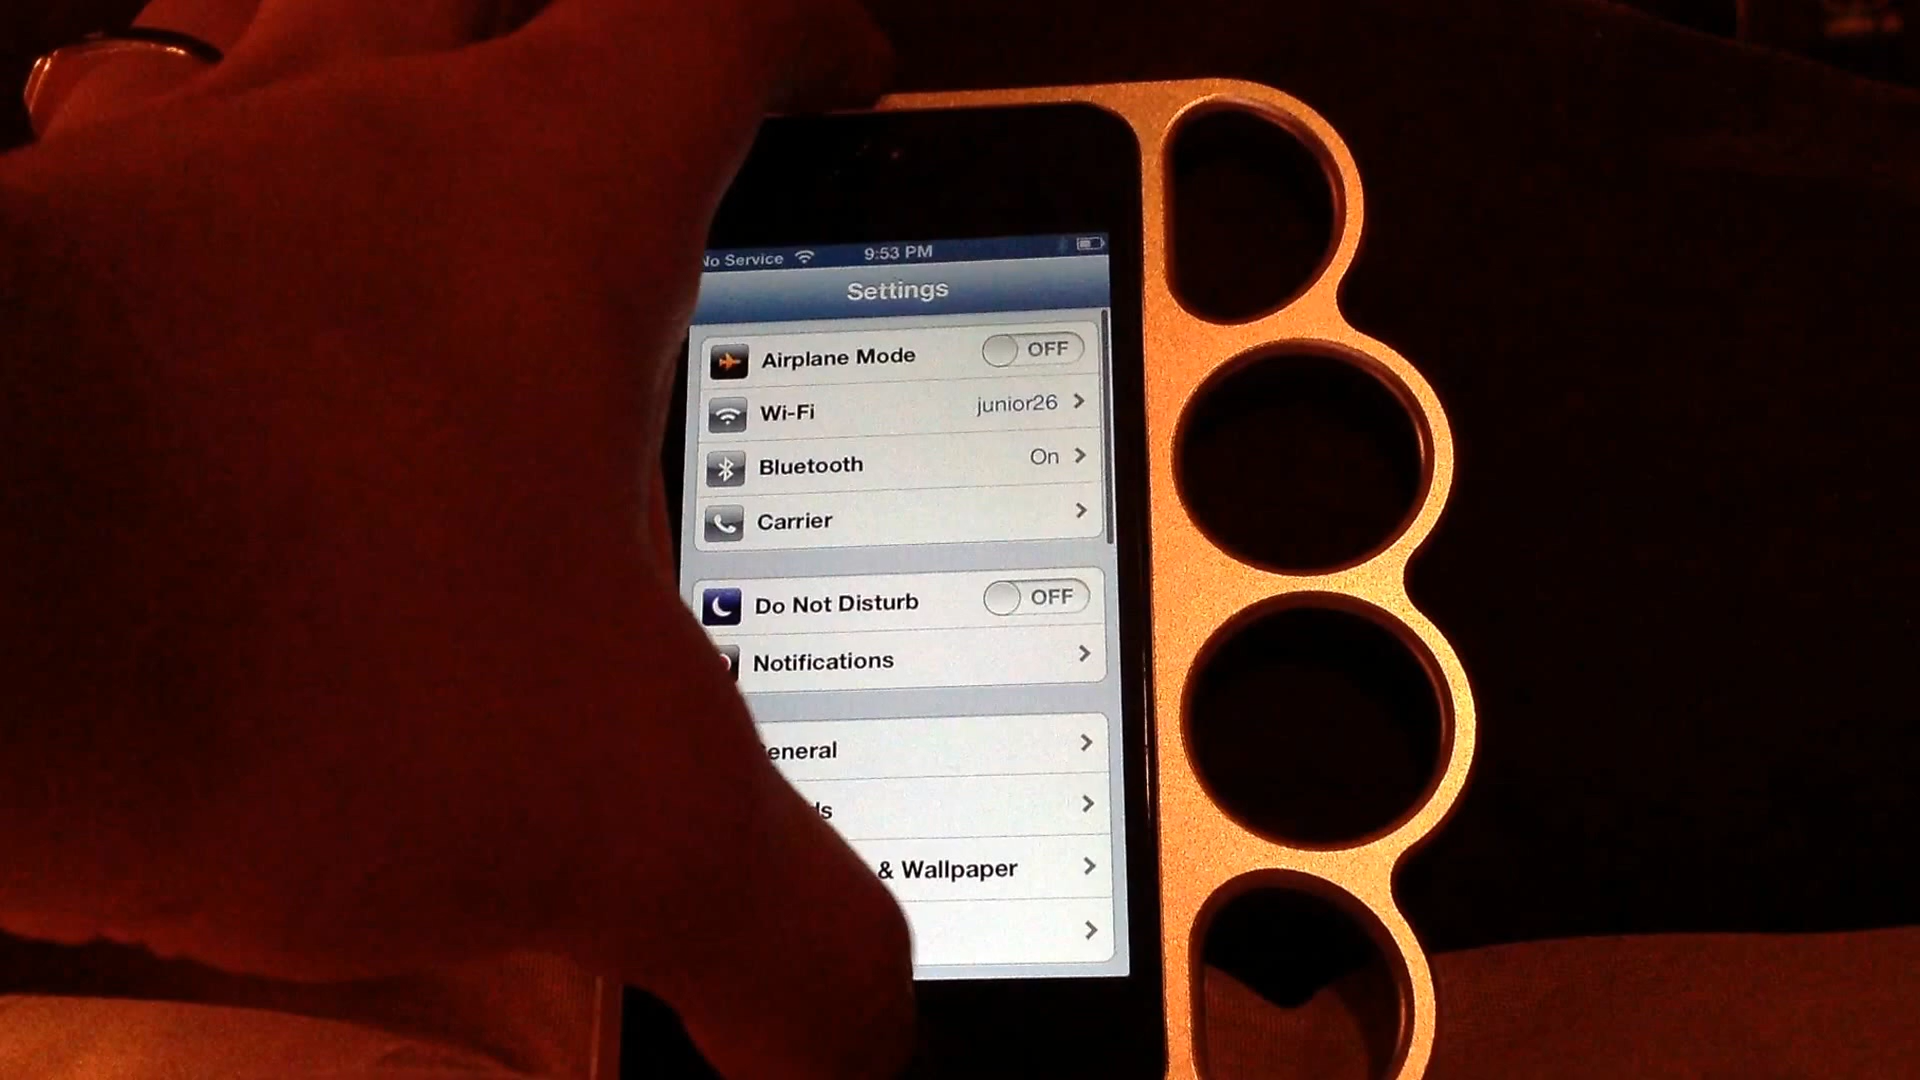 No Service 9:53 PM
Settings
Airplane Mode OFF
Wi-Fi junior26
Bluetooth On
Carrier
Do Not Disturb OFF
Notifications
eneral
ds
& Wallpaper